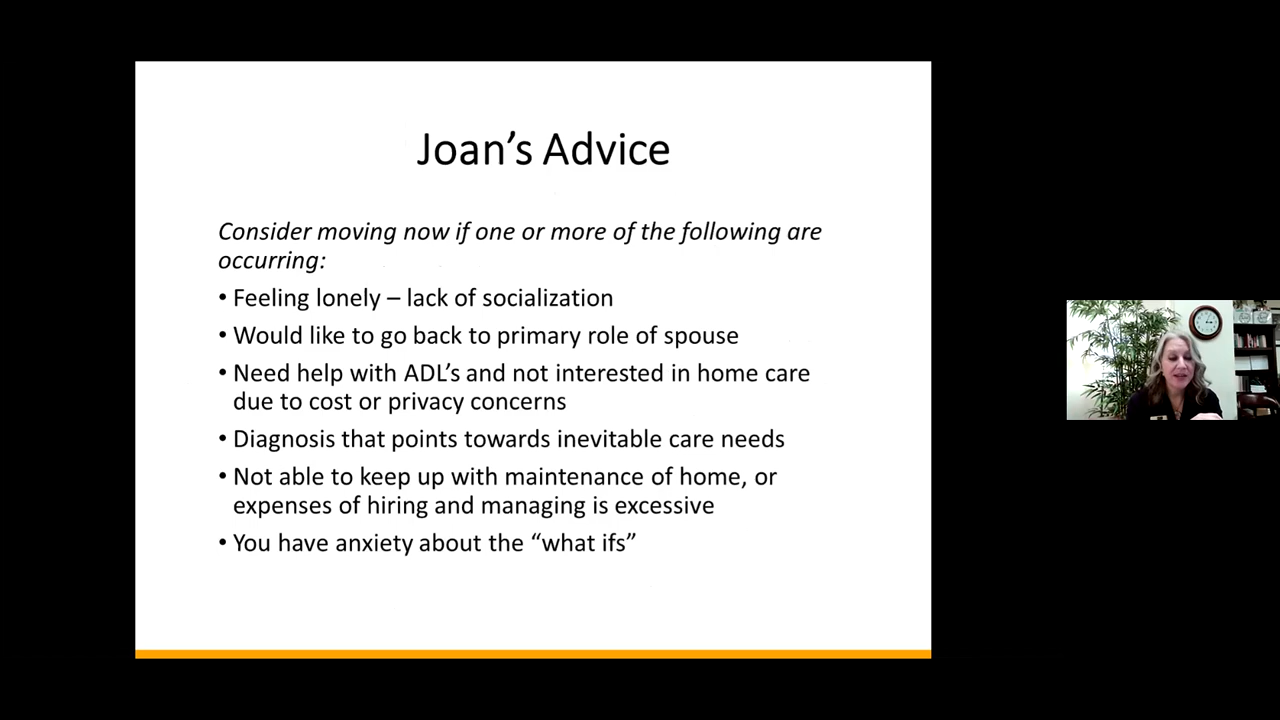 Joan’s Advice
Consider moving now if one or more of the following are
occurring:
• Feeling lonely – lack of socialization
• Would like to go back to primary role of spouse
• Need help with ADL’s and not interested in home care
due to cost or privacy concerns
• Diagnosis that points towards inevitable care needs
• Not able to keep up with maintenance of home, or
expenses of hiring and managing is excessive
• You have anxiety about the “what ifs”